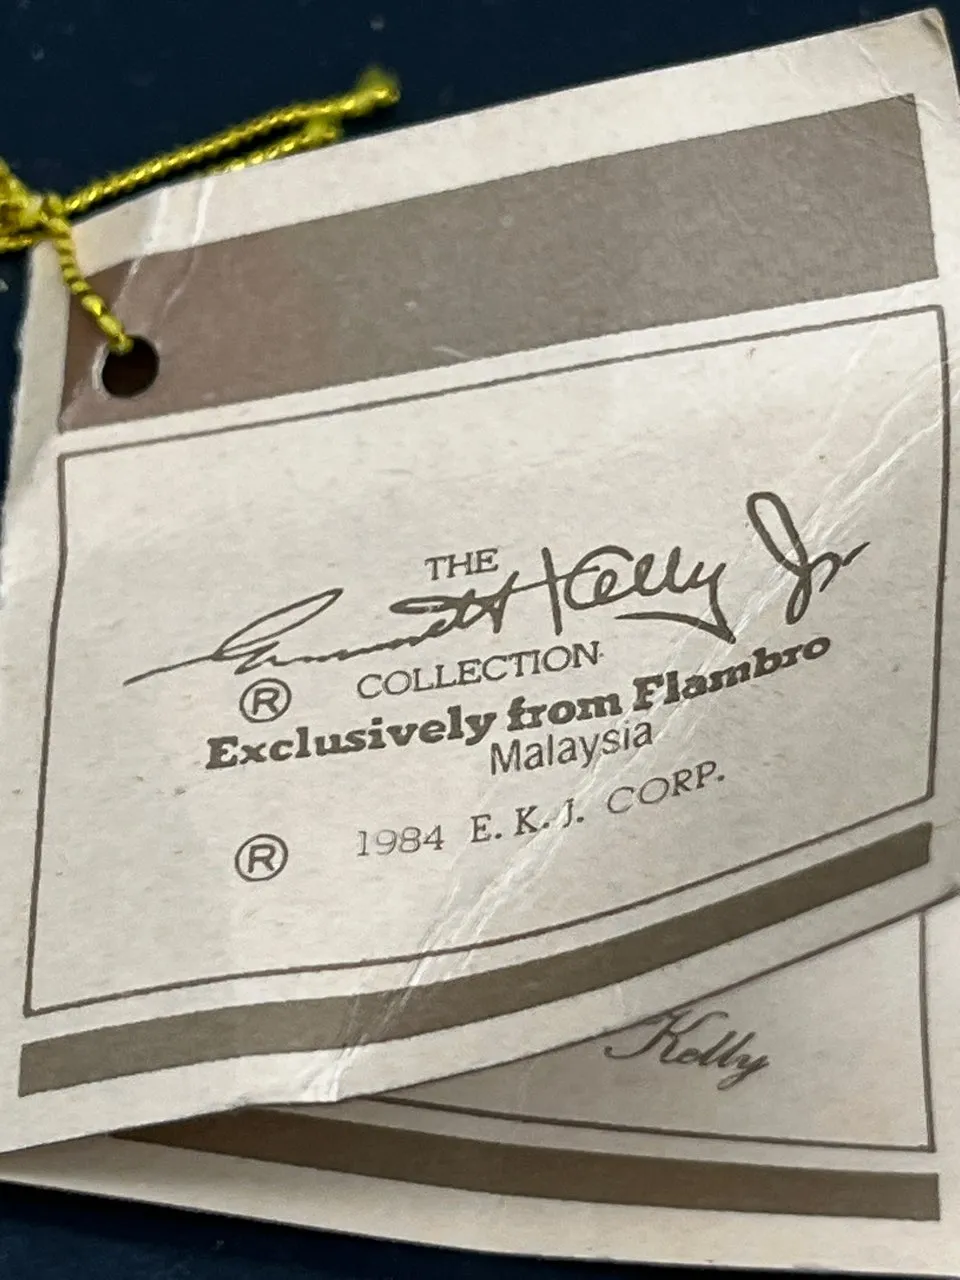 THE
Emmett Kelly Jr
COLLECTION
®
Exclusively from Flambro
Malaysia
® 1984 E. K. J. CORP.
Kelly